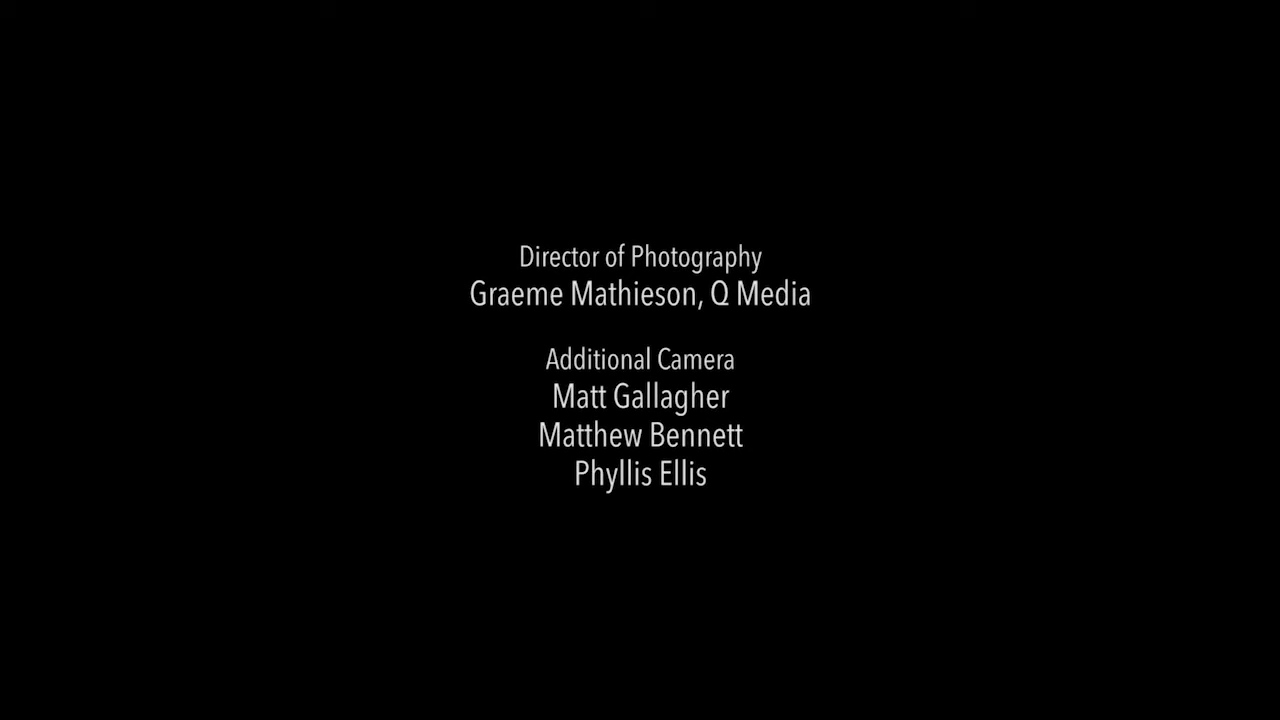 Director of Photography
Graeme Mathieson, Q Media
Additional Camera
Matt Gallagher
Matthew Bennett
Phyllis Ellis